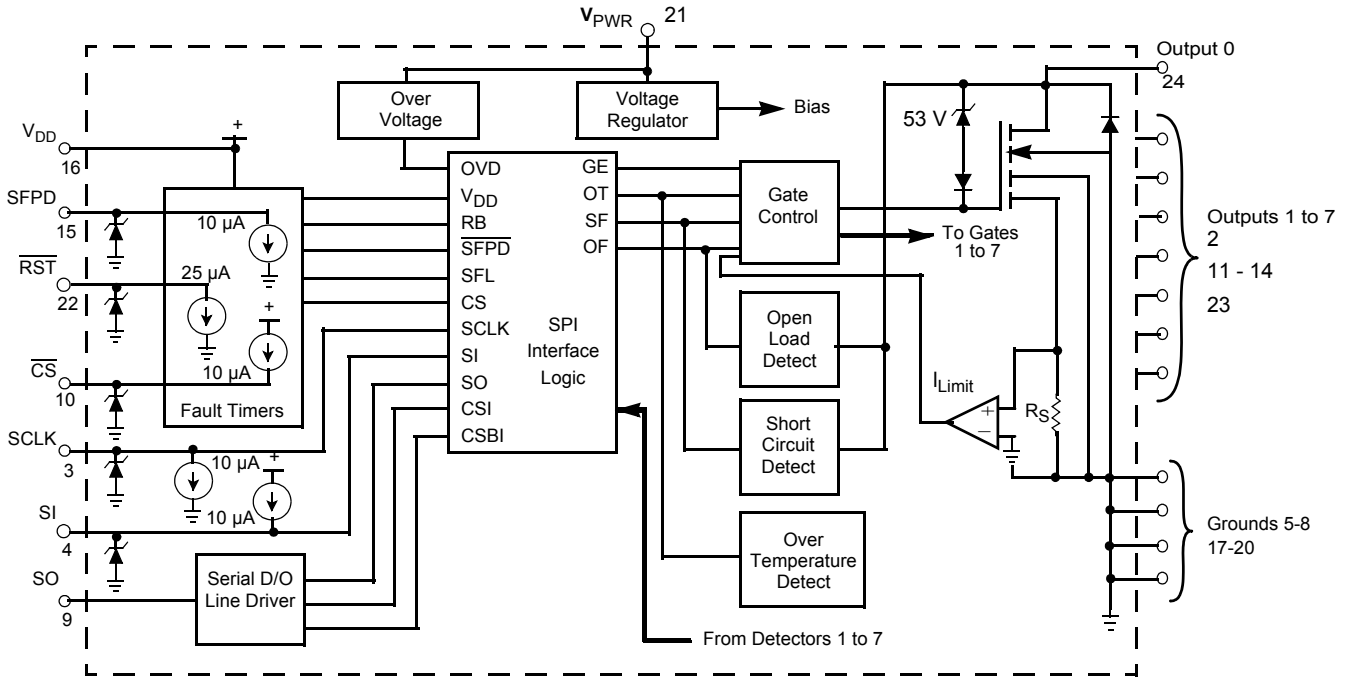 VPWR 21
Output 0
24
Over
Voltage
Voltage
Regulator
Bias
53 V
+
VDD
16
SFPD
15
10 µA
RST
22
25 µA
+
CS
10
10 µA
Fault Timers
SCLK
3
10 µA
+
SI
4
10 µA
SO
9
Serial D/O
Line Driver
OVD
VDD
RB
SFPD
SFL
CS
SCLK
SI
SO
CSI
CSBI
GE
OT
SF
OF
SPI
Interface
Logic
Gate
Control
To Gates
1 to 7
Open
Load
Detect
Short
Circuit
Detect
Over
Temperature
Detect
ILimit
+
−
RS
From Detectors 1 to 7
Outputs 1 to 7
2
11 - 14
23
Grounds 5-8
17-20